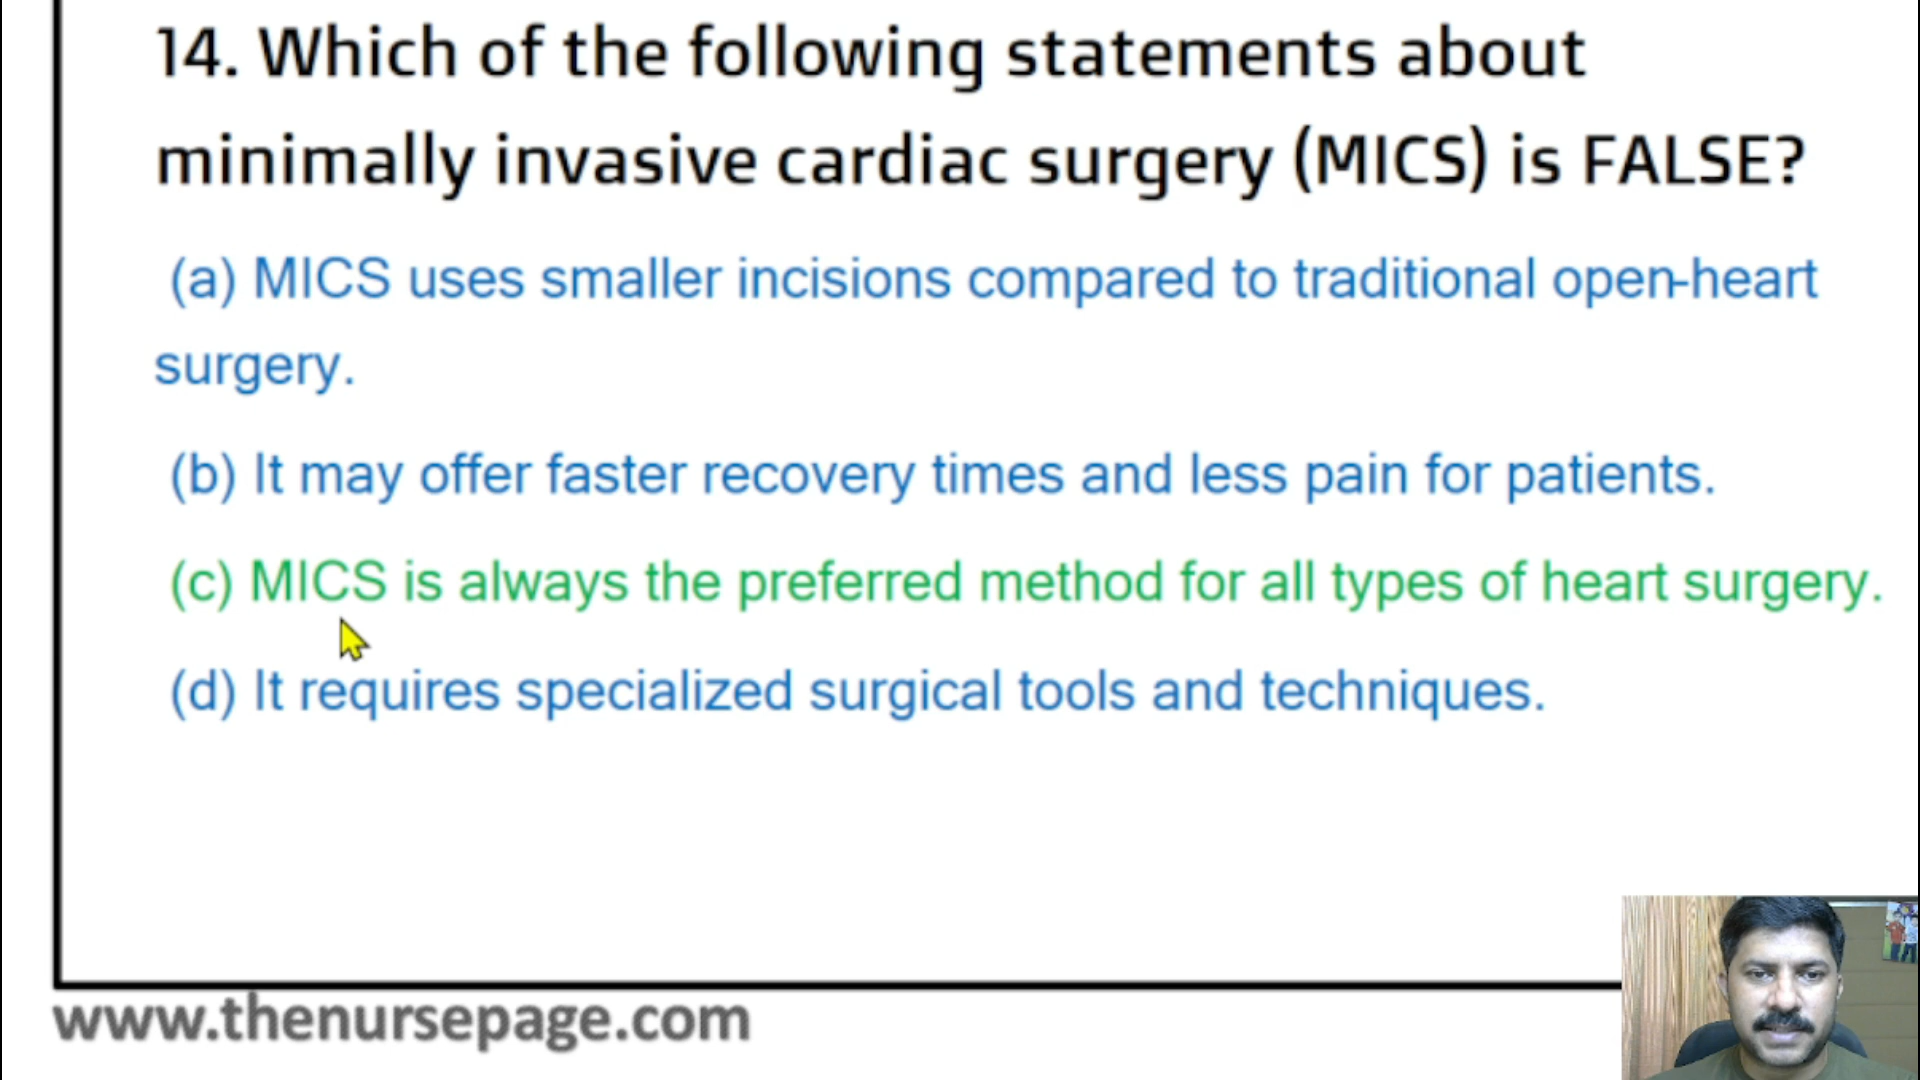 14. Which of the following statements about
minimally invasive cardiac surgery (MICS) is FALSE?
(a) MICS uses smaller incisions compared to traditional open-heart
surgery.
(b) It may offer faster recovery times and less pain for patients.
(c) MICS is always the preferred method for all types of heart surgery.
(d) It requires specialized surgical tools and techniques.
www.thenursepage.com